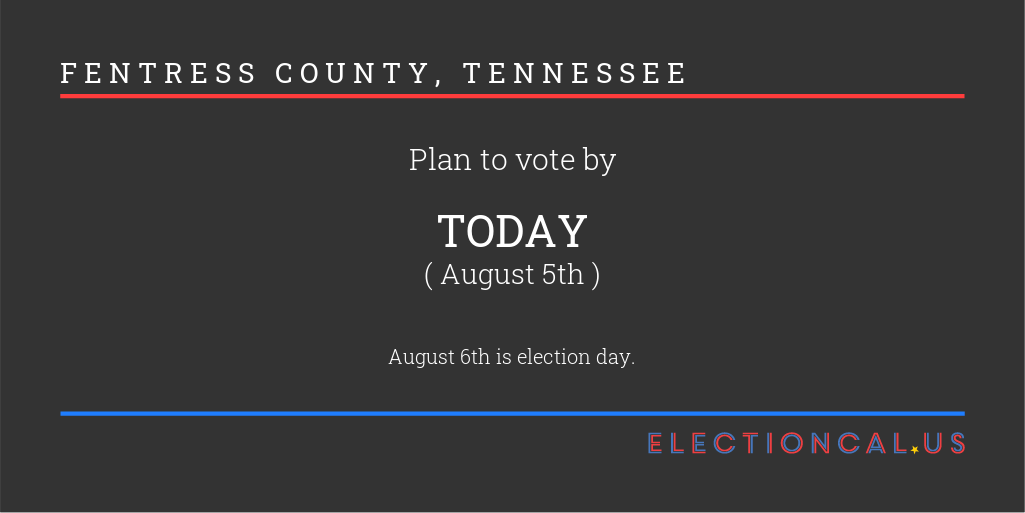 FENTRESS COUNTY, TENNESSEE
Plan to vote by
TODAY
( August 5th )
August 6th is election day.
ELECTIONCAL.US